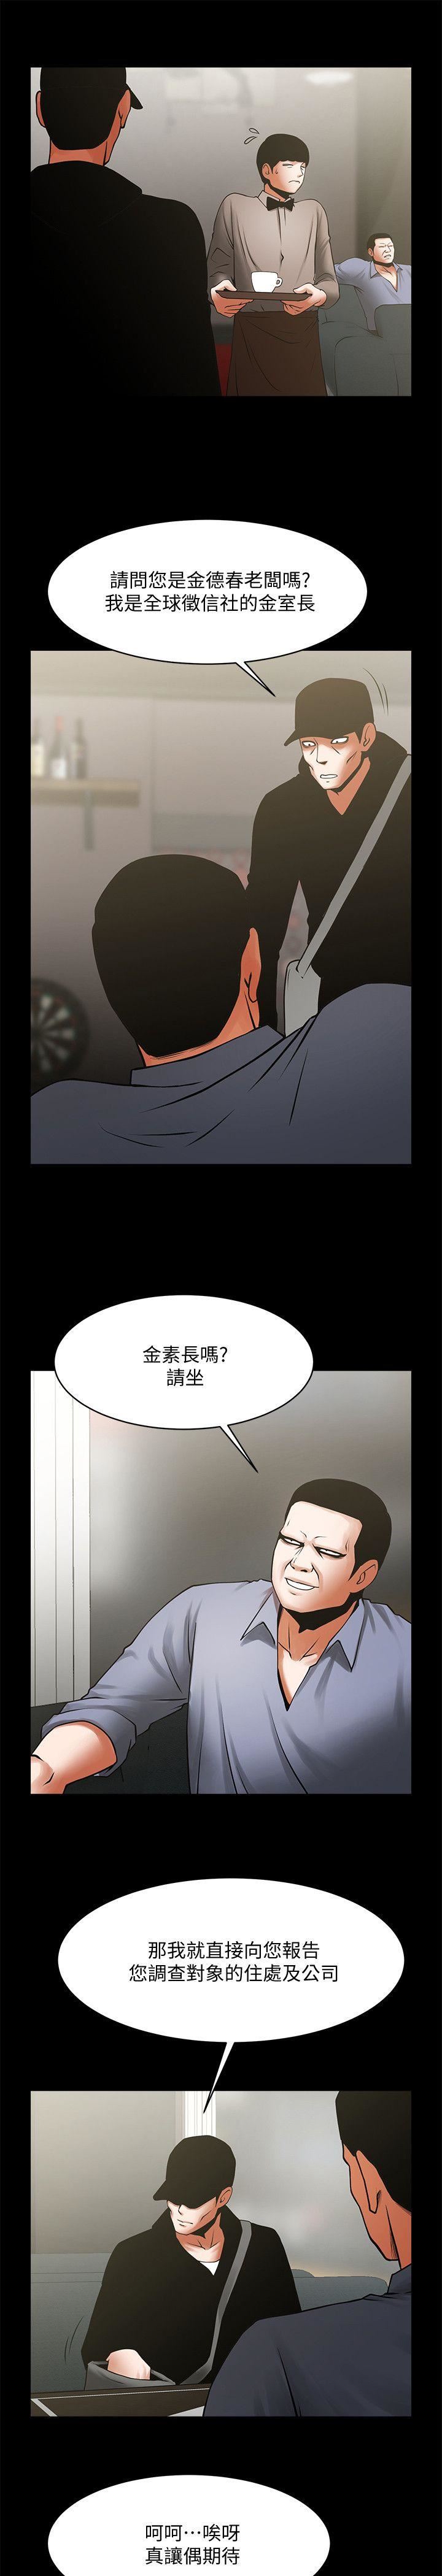 請問您是金德春老闆嗎?
我是全球徵信社的金室長
金素長嗎?
請坐
那我就直接向您報告
您調查對象的住處及公司
呵呵…唉呀
真讓偶期待